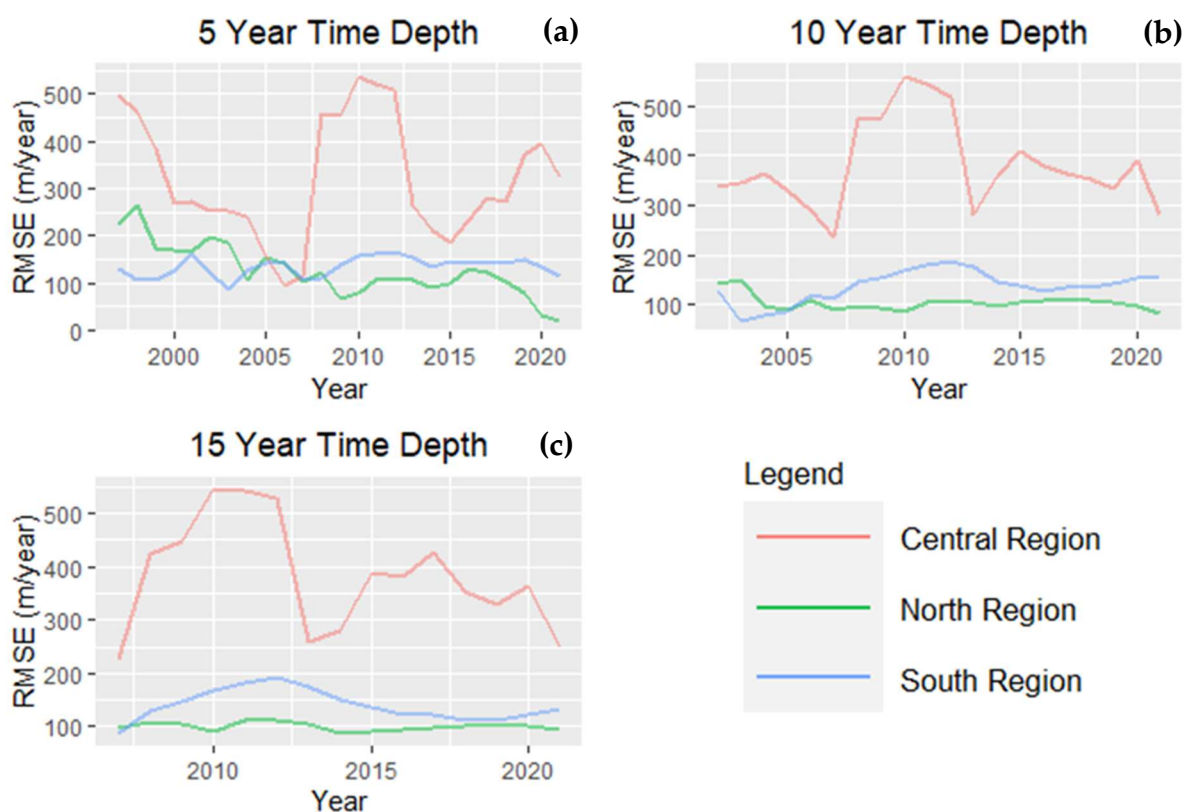 5 Year Time Depth (a)
RMSE (m/year)
500
400
300
200
100
0
2000 2005 2010 2015 2020
Year
10 Year Time Depth (b)
RMSE (m/year)
500
400
300
200
100
2005 2010 2015 2020
Year
15 Year Time Depth (c)
RMSE (m/year)
500
400
300
200
100
2010 2015 2020
Year
Legend
Central Region
North Region
South Region